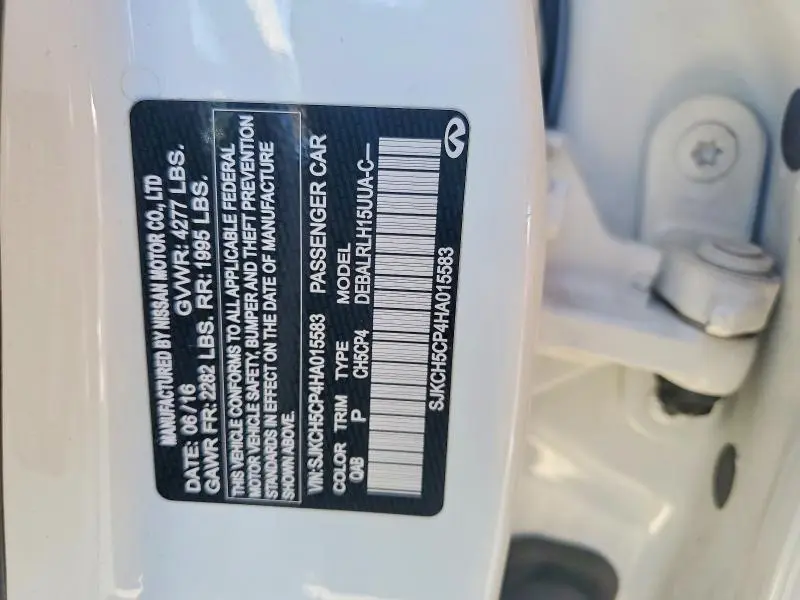 MANUFACTURED BY NISSAN MOTOR CO., LTD
DATE: 06/16 GVWR: 4277 LBS.
GAWR FR: 2282 LBS. RR: 1995 LBS.
THIS VEHICLE CONFORMS TO ALL APPLICABLE FEDERAL
MOTOR VEHICLE SAFETY, BUMPER AND THEFT PREVENTION
STANDARDS IN EFFECT ON THE DATE OF MANUFACTURE
SHOWN ABOVE.
VIN:SJKCH5CP4HA015583 PASSENGER CAR
COLOR TRIM TYPE MODEL
QAB P CH5CP4 DEBALRLH15UUA-C—
SJKCH5CP4HA015583